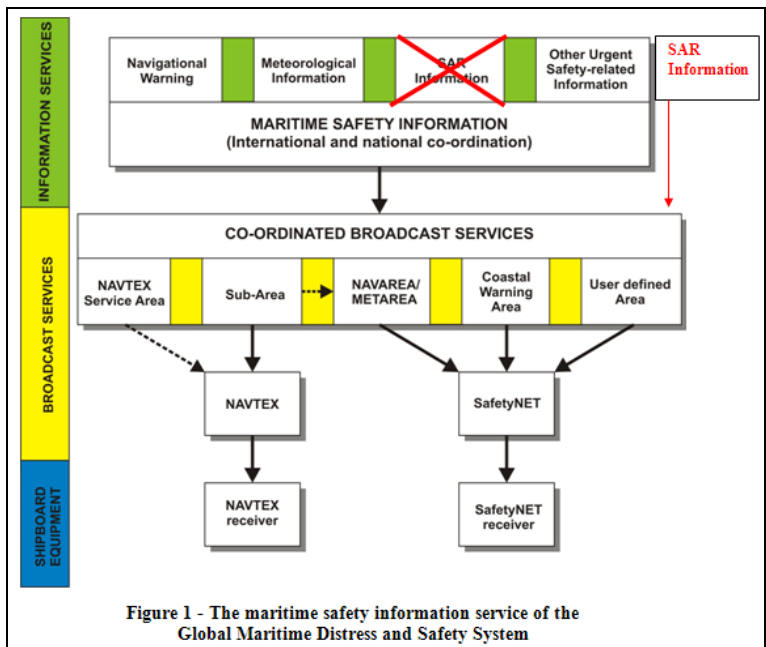 INFORMATION SERVICES
Navigational
Warning
Meteorological
Information
SAR
Information
Other Urgent
Safety-related
Information
SAR
Information
MARITIME SAFETY INFORMATION
(International and national co-ordination)
BROADCAST SERVICES
CO-ORDINATED BROADCAST SERVICES
NAVTEX
Service Area
Sub-Area
NAVAREA/
METAREA
Coastal
Warning
Area
User defined
Area
NAVTEX
SafetyNET
SHIPBOARD
EQUIPMENT
NAVTEX
receiver
SafetyNET
receiver
Figure 1 - The maritime safety information service of the
Global Maritime Distress and Safety System